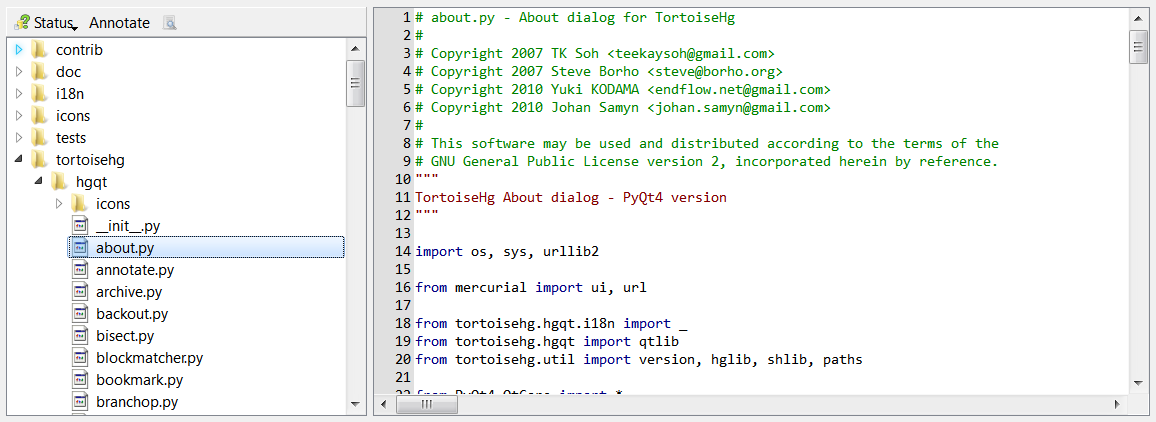 Status Annotate
contrib
doc
i18n
icons
tests
tortoisehg
hgqt
icons
__init__.py
about.py
annotate.py
archive.py
backout.py
bisect.py
blockmatcher.py
bookmark.py
branchop.py
1 # about.py - About dialog for TortoiseHg
2 #
3 # Copyright 2007 TK Soh <teekaysoh@gmail.com>
4 # Copyright 2007 Steve Borho <steve@borho.org>
5 # Copyright 2010 Yuki KODAMA <endflow.net@gmail.com>
6 # Copyright 2010 Johan Samyn <johan.samyn@gmail.com>
7 #
8 # This software may be used and distributed according to the terms of the
9 # GNU General Public License version 2, incorporated herein by reference.
10 """
11 TortoiseHg About dialog - PyQt4 version
12 """
13
14 import os, sys, urllib2
15
16 from mercurial import ui, url
17
18 from tortoisehg.hgqt.i18n import _
19 from tortoisehg.hgqt import qtlib
20 from tortoisehg.util import version, hglib, shlib, paths
21
22 from PyQt4.QtCore import *